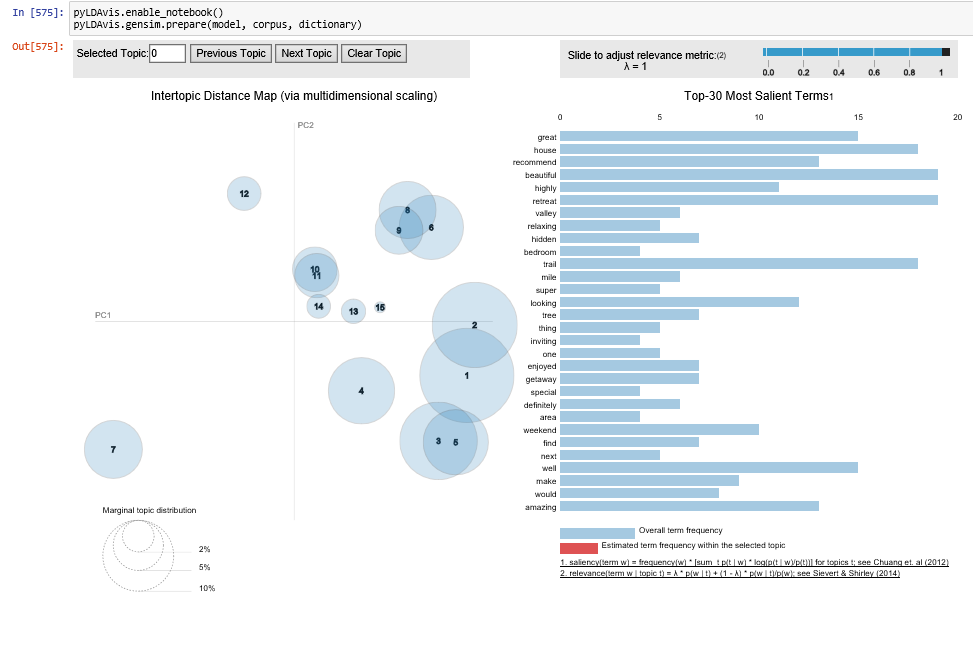 In [575]: pyLDAvis.enable_notebook()
pyLDAvis.gensim.prepare(model, corpus, dictionary)
Out[575]:
Selected Topic: 0 Previous Topic Next Topic Clear Topic
Slide to adjust relevance metric:(2)
λ = 1
0.0 0.2 0.4 0.6 0.8 1
Intertopic Distance Map (via multidimensional scaling)
PC2
PC1
12
8
9
6
10
11
14
13
15
2
1
4
3
5
7
Marginal topic distribution
2%
5%
10%
Top-30 Most Salient Terms1
0 5 10 15 20
great
house
recommend
beautiful
highly
retreat
valley
relaxing
hidden
bedroom
trail
mile
super
looking
tree
thing
inviting
one
enjoyed
getaway
special
definitely
area
weekend
find
next
well
make
would
amazing
Overall term frequency
Estimated term frequency within the selected topic
1. saliency(term w) = frequency(w) * [sum_t p(t | w) * log(p(t | w)/p(t))] for topics t; see Chuang et. al (2012)
2. relevance(term w | topic t) = λ * p(w | t) + (1 - λ) * p(w | t)/p(w); see Sievert & Shirley (2014)